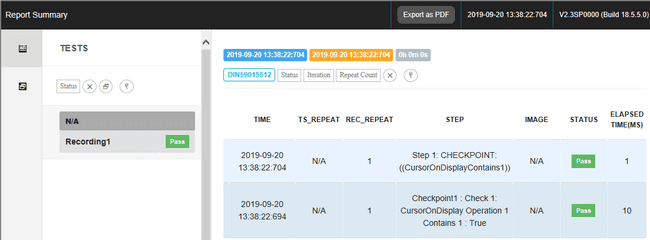 Report Summary
Export as PDF
2019-09-20 13:38:22:704
V2.3SP0000 (Build 18.5.5.0)
TESTS
Status
N/A
Recording1 Pass
2019-09-20 13:38:22:704 2019-09-20 13:38:22:704 0h 0m 0s
DIN59015512 Status Iteration Repeat Count
TIME TS_REPEAT REC_REPEAT STEP IMAGE STATUS ELAPSED
TIME(MS)
2019-09-20
13:38:22:704
N/A
1
Step 1: CHECKPOINT:
((CursorOnDisplayContains1))
N/A
Pass
1
2019-09-20
13:38:22:694
N/A
1
Checkpoint1 : Check 1:
CursorOnDisplay Operation 1
Contains 1 : True
N/A
Pass
10